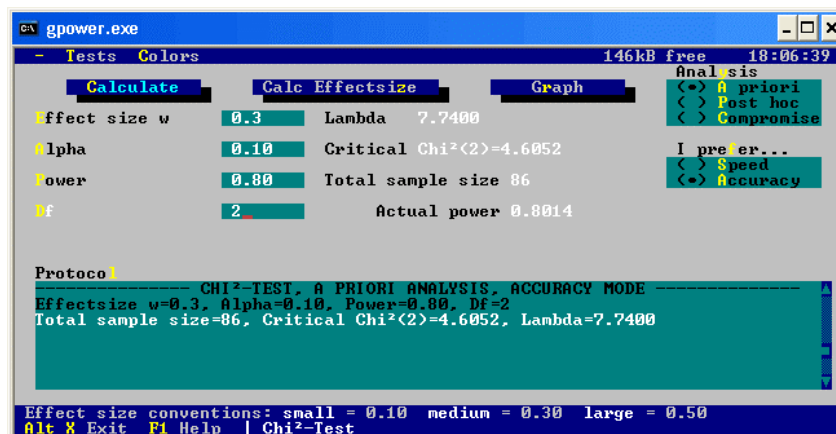 gpower.exe
- Tests Colors 146kB free 18:06:39
Analysis
Calculate Calc Effectsize Graph (•) A priori
( ) Post hoc
Effect size w 0.3 Lambda 7.7400 ( ) Compromise
Alpha 0.10 Critical Chi²(2)=4.6052 I prefer...
( ) Speed
Power 0.80 Total sample size 86 (•) Accuracy
Df 2_ Actual power 0.8014
Protocol
--------------- CHI²-TEST, A PRIORI ANALYSIS, ACCURACY MODE --------------
Effectsize w=0.3, Alpha=0.10, Power=0.80, Df=2
Total sample size=86, Critical Chi²(2)=4.6052, Lambda=7.7400
Effect size conventions: small = 0.10 medium = 0.30 large = 0.50
Alt X Exit F1 Help | Chi²-Test